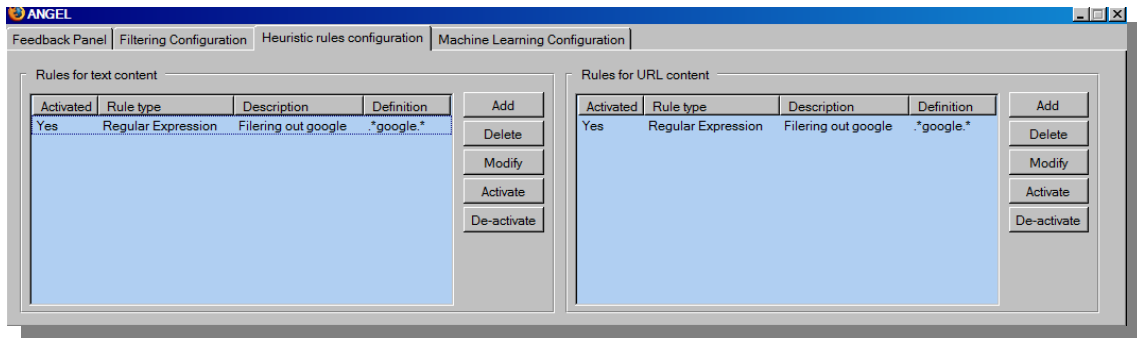 ANGEL
Feedback Panel Filtering Configuration Heuristic rules configuration Machine Learning Configuration
Rules for text content
Activated Rule type Description Definition
Yes Regular Expression Filering out google .*google.*
Add
Delete
Modify
Activate
De-activate
Rules for URL content
Activated Rule type Description Definition
Yes Regular Expression Filering out google .*google.*
Add
Delete
Modify
Activate
De-activate